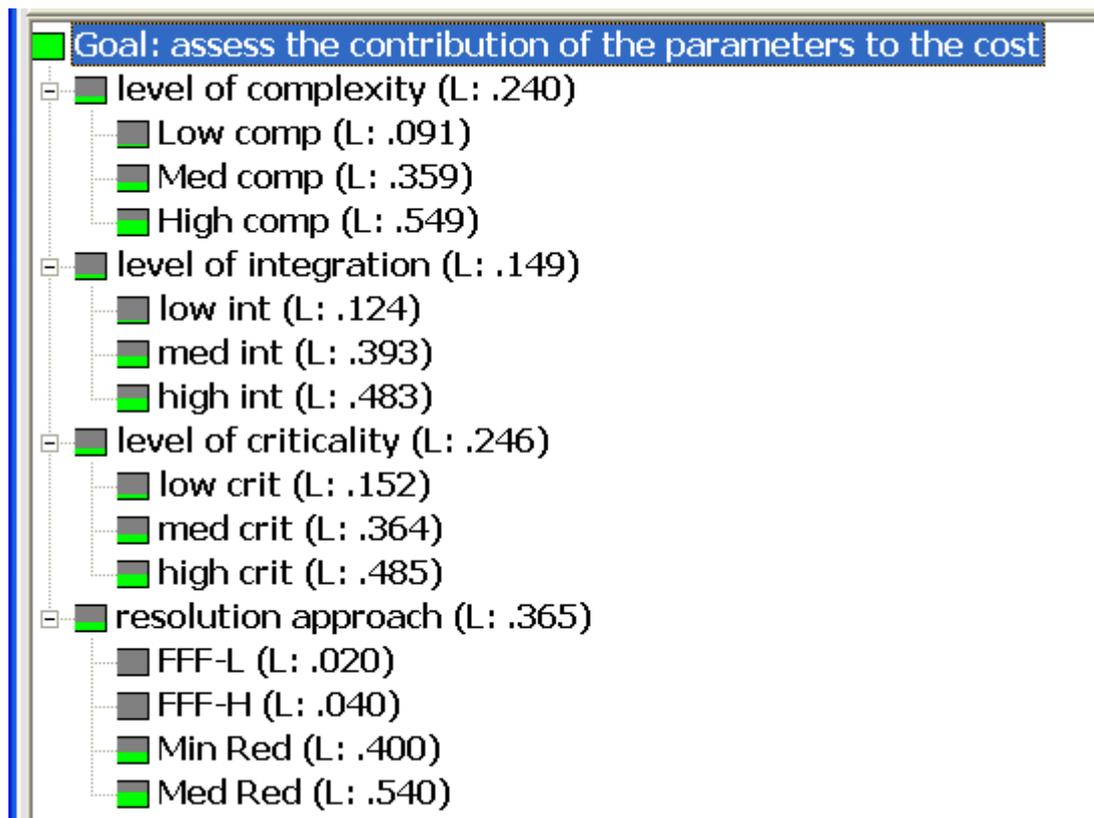 Goal: assess the contribution of the parameters to the cost
level of complexity (L: .240)
Low comp (L: .091)
Med comp (L: .359)
High comp (L: .549)
level of integration (L: .149)
low int (L: .124)
med int (L: .393)
high int (L: .483)
level of criticality (L: .246)
low crit (L: .152)
med crit (L: .364)
high crit (L: .485)
resolution approach (L: .365)
FFF-L (L: .020)
FFF-H (L: .040)
Min Red (L: .400)
Med Red (L: .540)